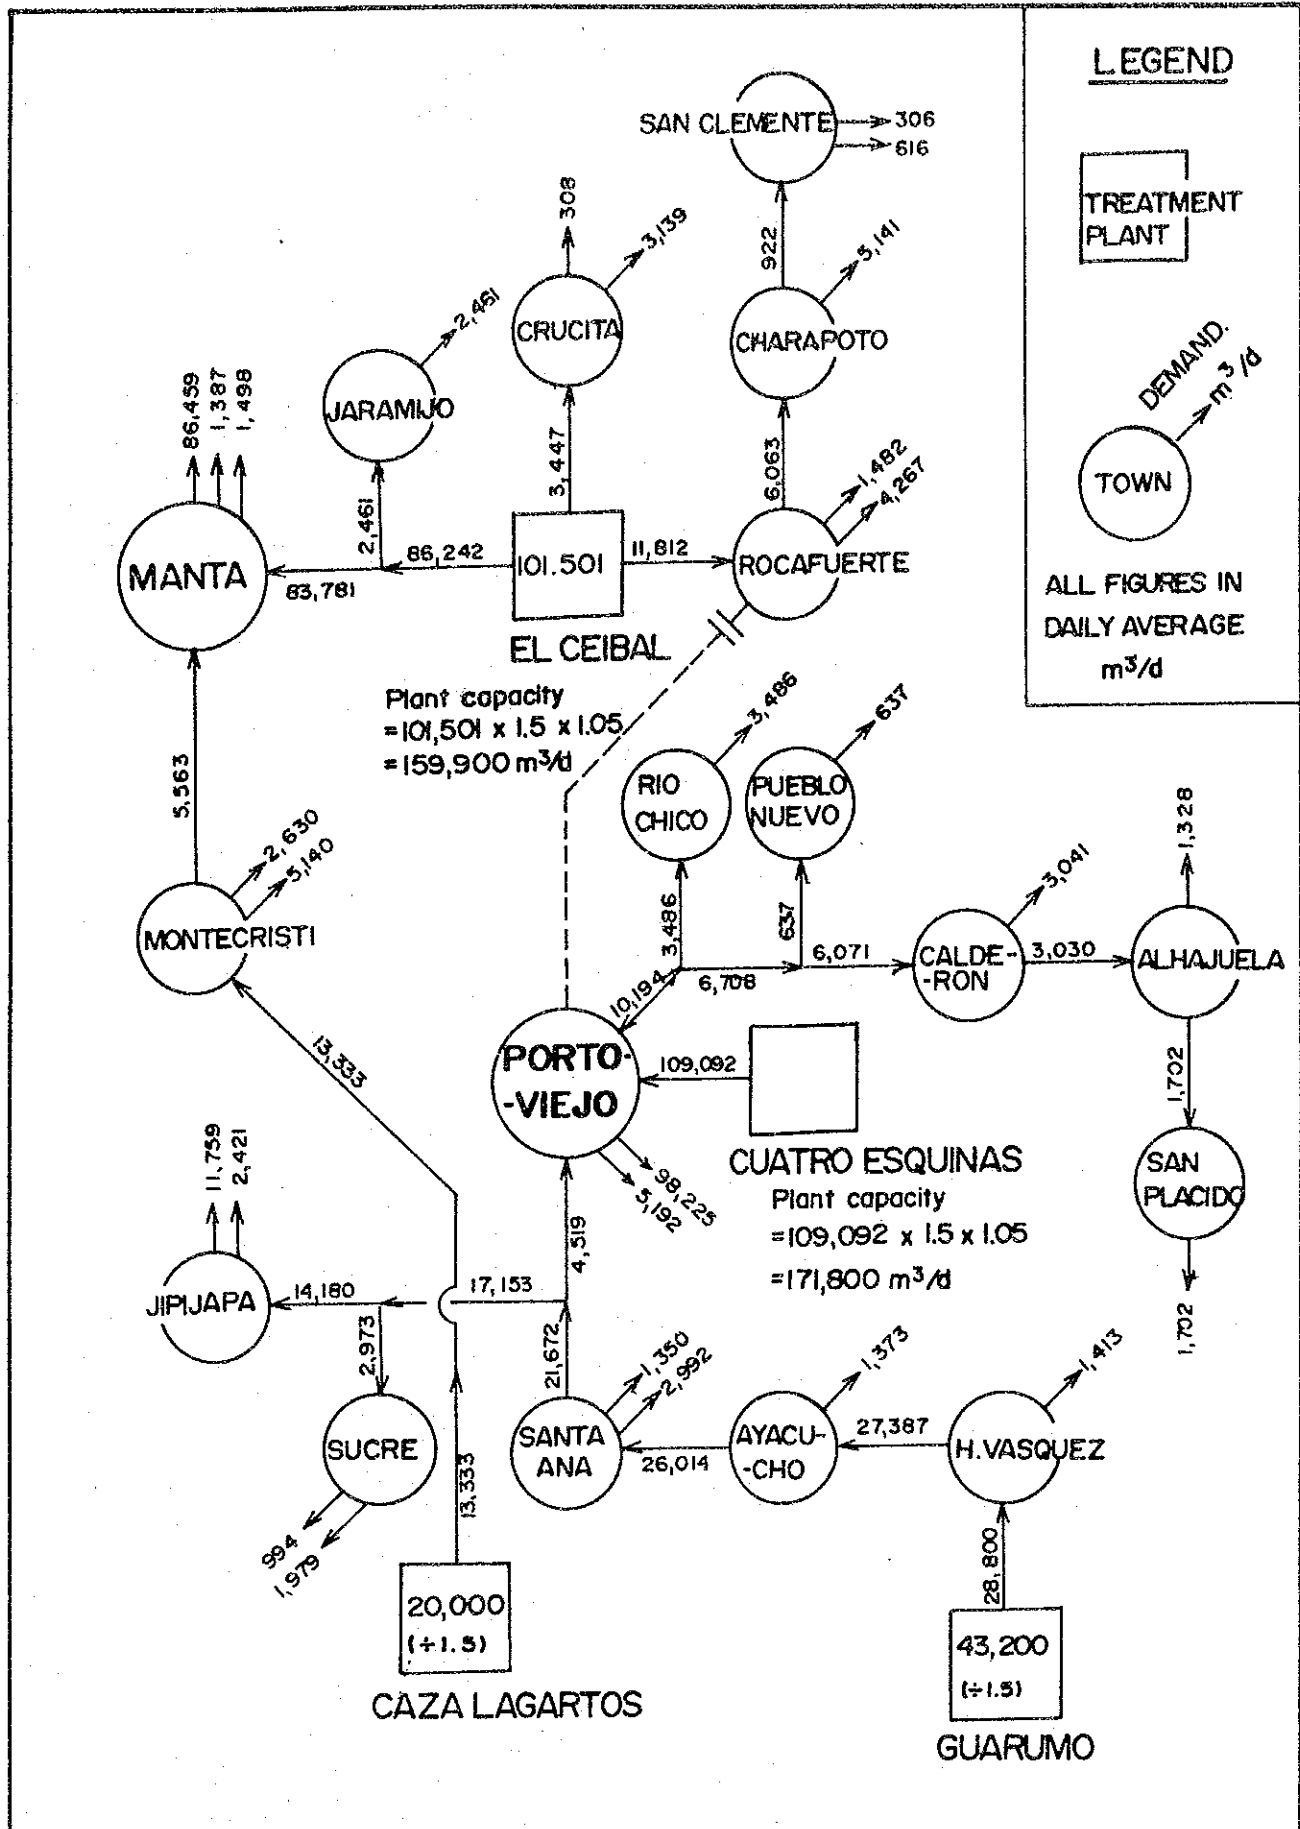 LEGEND
TREATMENT
PLANT
DEMAND.
m³/d
TOWN
ALL FIGURES IN
DAILY AVERAGE
m³/d
SAN CLEMENTE
306
616
922
308
3,139
CRUCITA
3,447
5,141
CHARAPOTO
6,063
2,461
JARAMIJO
2,461
86,459
1,387
1,498
MANTA
83,781
86,242
101.501
11,812
EL CEIBAL
1,482
4,267
ROCAFUERTE
Plant capacity
=101,501 x 1.5 x 1.05
=159,900 m³/d
5,563
2,630
5,140
MONTECRISTI
13,333
3,486
RIO
CHICO
3,486
637
PUEBLO
NUEVO
637
10,194
6,708
6,071
3,041
CALDE-
-RON
3,030
1,328
ALHAJUELA
1,702
SAN
PLACIDO
1,702
PORTO-
-VIEJO
109,092
CUATRO ESQUINAS
Plant capacity
=109,092 x 1.5 x 1.05
=171,800 m³/d
98,225
5,192
4,519
11,759
2,421
JIPIJAPA
14,180
17,153
2,973
SUCRE
994
1,979
13,333
21,672
1,350
2,992
SANTA
ANA
26,014
1,373
AYACU-
-CHO
27,387
1,413
H.VASQUEZ
28,800
20,000
(÷1.5)
CAZA LAGARTOS
43,200
(÷1.5)
GUARUMO